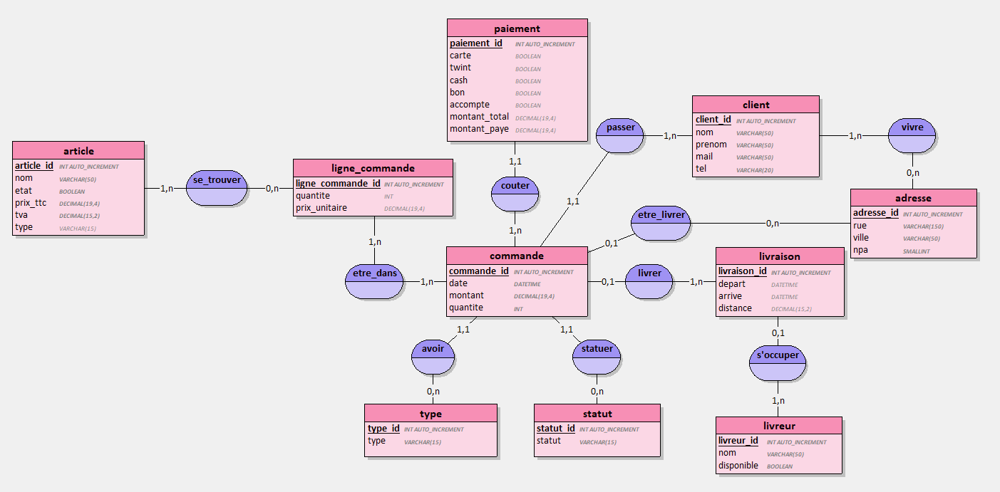 paiement
paiement_id INT AUTO_INCREMENT
carte BOOLEAN
twint BOOLEAN
cash BOOLEAN
bon BOOLEAN
accompte BOOLEAN
montant_total DECIMAL(19,4)
montant_paye DECIMAL(19,4)
client
client_id INT AUTO_INCREMENT
nom VARCHAR(50)
prenom VARCHAR(50)
mail VARCHAR(50)
tel VARCHAR(20)
passer
1,n
1,n
vivre
0,n
article
article_id INT AUTO_INCREMENT
nom VARCHAR(50)
etat BOOLEAN
prix_ttc DECIMAL(19,4)
tva DECIMAL(15,2)
type VARCHAR(15)
1,n
se_trouver
0,n
ligne_commande
ligne_commande_id INT AUTO_INCREMENT
quantite INT
prix_unitaire DECIMAL(19,4)
1,1
couter
1,n
1,1
adresse
adresse_id INT AUTO_INCREMENT
rue VARCHAR(150)
ville VARCHAR(50)
npa SMALLINT
etre_livrer
0,n
0,1
1,n
etre_dans
1,n
commande
commande_id INT AUTO_INCREMENT
date DATETIME
montant DECIMAL(19,4)
quantite INT
0,1
livrer
1,n
livraison
livraison_id INT AUTO_INCREMENT
depart DATETIME
arrive DATETIME
distance DECIMAL(15,2)
1,1
1,1
0,1
avoir
statuer
s'occuper
0,n
0,n
1,n
type
type_id INT AUTO_INCREMENT
type VARCHAR(15)
statut
statut_id INT AUTO_INCREMENT
statut VARCHAR(15)
livreur
livreur_id INT AUTO_INCREMENT
nom VARCHAR(50)
disponible BOOLEAN